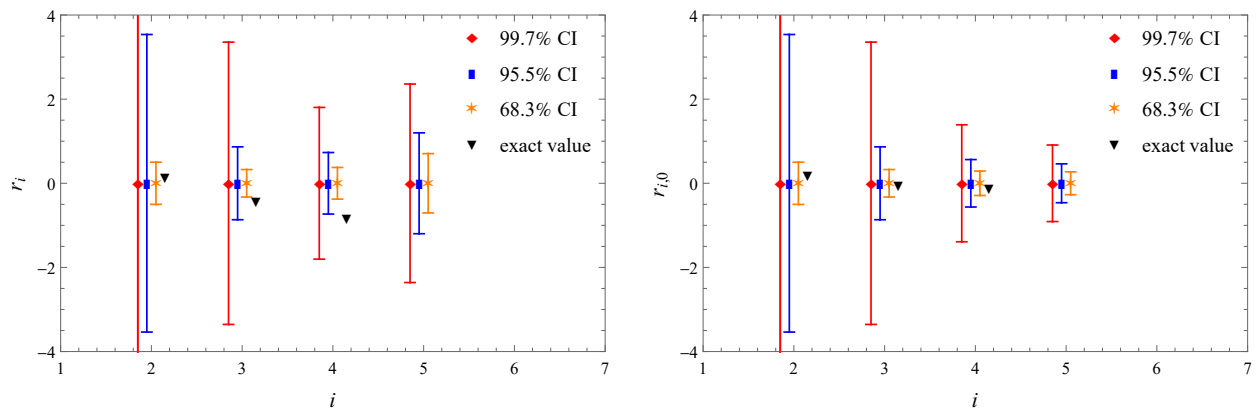 4
2
0
−2
−4
r_i
99.7% CI
95.5% CI
68.3% CI
exact value
1 2 3 4 5 6 7
i
4
2
0
−2
−4
r_{i,0}
99.7% CI
95.5% CI
68.3% CI
exact value
1 2 3 4 5 6 7
i